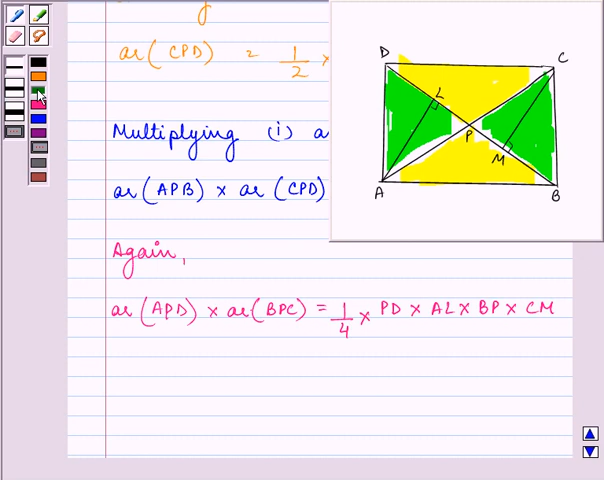 ar(CPD) = 1/2 ×
Multiplying (i) a
ar(APB) × ar(CPD)
Again,
ar(APD) × ar(BPC) = 1/4 × PD × AL × BP × CM
D C
L
P
M
A B